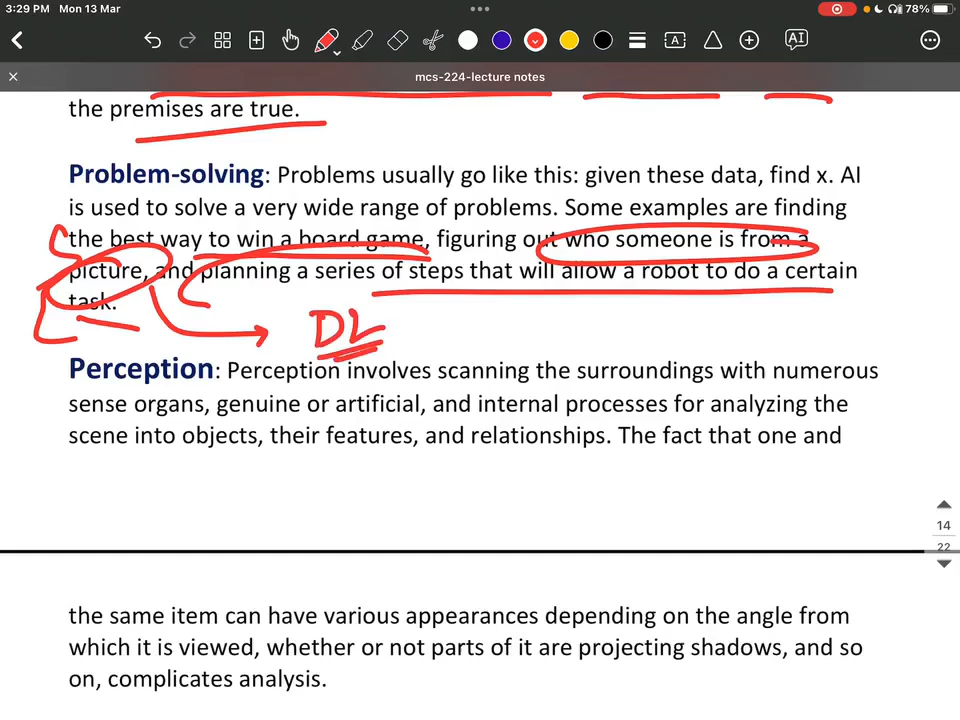 3:29 PM Mon 13 Mar
78%
A
AI
mcs-224-lecture notes
the premises are true.
Problem-solving: Problems usually go like this: given these data, find x. AI
is used to solve a very wide range of problems. Some examples are finding
the best way to win a board game, figuring out who someone is from a
picture, and planning a series of steps that will allow a robot to do a certain
task.
DL
Perception: Perception involves scanning the surroundings with numerous
sense organs, genuine or artificial, and internal processes for analyzing the
scene into objects, their features, and relationships. The fact that one and
14
22
the same item can have various appearances depending on the angle from
which it is viewed, whether or not parts of it are projecting shadows, and so
on, complicates analysis.